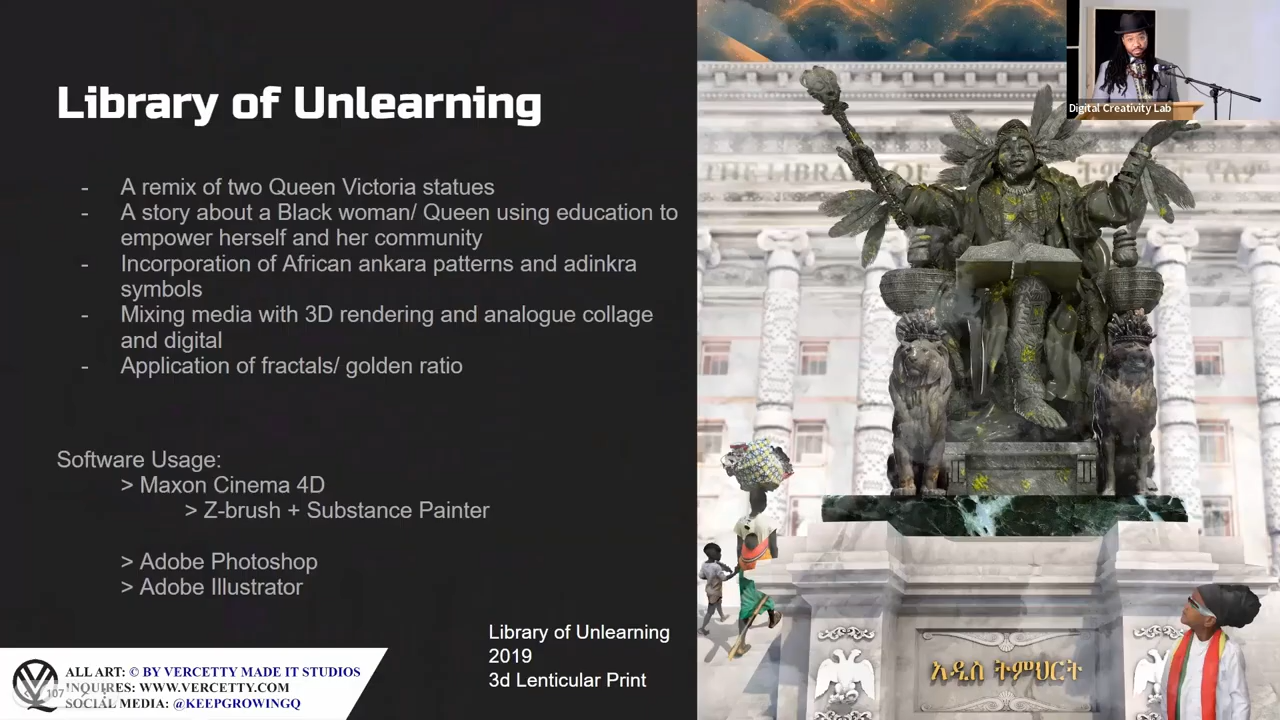 Library of Unlearning
- A remix of two Queen Victoria statues
- A story about a Black woman/ Queen using education to
empower herself and her community
- Incorporation of African ankara patterns and adinkra
symbols
- Mixing media with 3D rendering and analogue collage
and digital
- Application of fractals/ golden ratio
Software Usage:
> Maxon Cinema 4D
> Z-brush + Substance Painter
> Adobe Photoshop
> Adobe Illustrator
Library of Unlearning
2019
3d Lenticular Print
ALL ART: © BY VERCETTY MADE IT STUDIOS
INQUIRES: WWW.VERCETTY.COM
SOCIAL MEDIA: @KEEPGROWINGQ
107
Digital Creativity Lab
THE LIBRARY OF
አዲስ ትምህርት